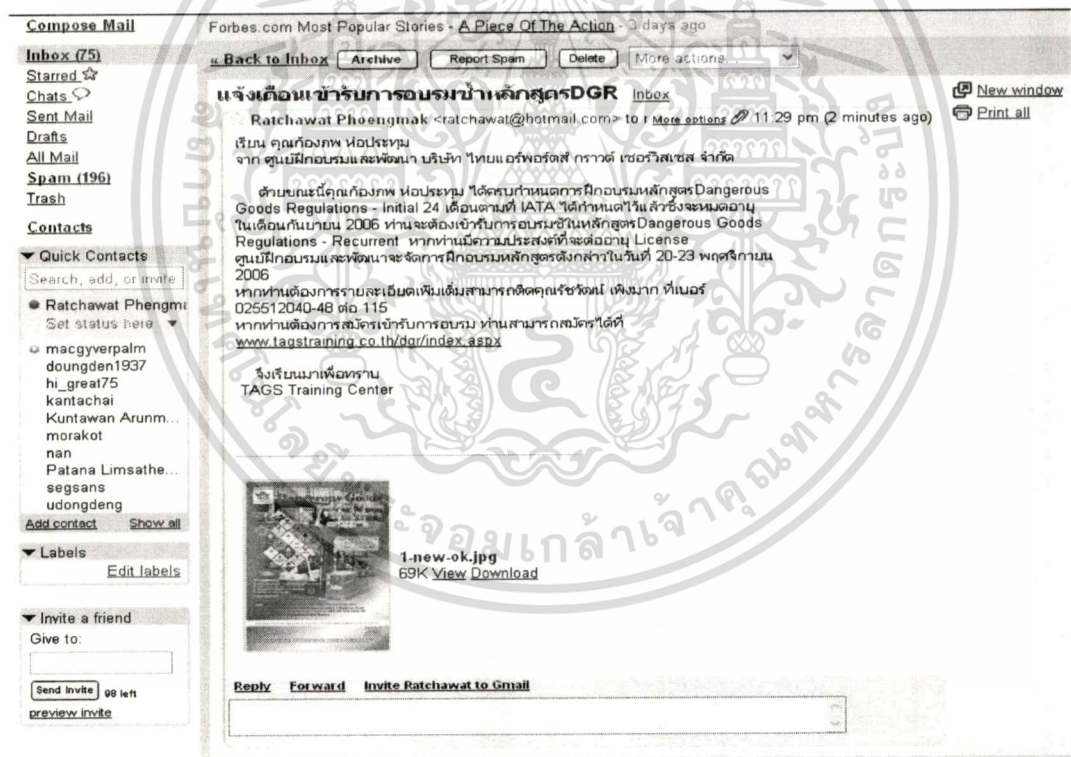 Compose Mail
Inbox (75)
Starred
Chats
Sent Mail
Drafts
All Mail
Spam (196)
Trash
Contacts
Quick Contacts
Search, add, or invite
Ratchawat Phengma
Set status here
macgyverpalm
doungden1937
hi_great75
kantachai
Kuntawan Arunm...
morakot
nan
Patana Limsathe...
segsans
udongdeng
Add contact Show all
Labels
Edit labels
Invite a friend
Give to:
Send Invite 98 left
preview invite
Forbes.com Most Popular Stories - A Piece Of The Action - 3 days ago
« Back to Inbox Archive Report Spam Delete More actions...
แจ้งเตือนเข้ารับการอบรมซ้ำหลักสูตรDGR Inbox
New window
Print all
Ratchawat Phoengmak <ratchawat@hotmail.com> to More options 11:29 pm (2 minutes ago)
เรียน คุณก้องภพ ห่อประทุม
จาก ศูนย์ฝึกอบรมและพัฒนา บริษัท ไทยแอร์พอร์ตส์ กราวด์ เซอร์วิสเซส จำกัด
ด้วยขณะนี้คุณก้องภพ ห่อประทุม ได้ครบกำหนดการฝึกอบรมหลักสูตรDangerous
Goods Regulations - Initial 24 เดือนตามที่ IATA ได้กำหนดไว้แล้วซึ่งจะหมดอายุ
ในเดือนกันยายน 2006 ท่านจะต้องเข้ารับการอบรมซ้ำในหลักสูตรDangerous Goods
Regulations - Recurrent หากท่านมีความประสงค์ที่จะต่ออายุ License
ศูนย์ฝึกอบรมและพัฒนาจะจัดการฝึกอบรมหลักสูตรดังกล่าวในวันที่ 20-23 พฤศจิกายน
2006
หากท่านต้องการรายละเอียดเพิ่มเติมสามารถติดคุณรัชวัฒน์ เพิ่งมาก ที่เบอร์
025512040-48 ต่อ 115
หากท่านต้องการสมัครเข้ารับการอบรม ท่านสามารถสมัครได้ที่
www.tagstraining.co.th/dgr/index.aspx
จึงเรียนมาเพื่อทราบ
TAGS Training Center
Dangerous Goods
1-new-ok.jpg
69K View Download
Reply Forward Invite Ratchawat to Gmail